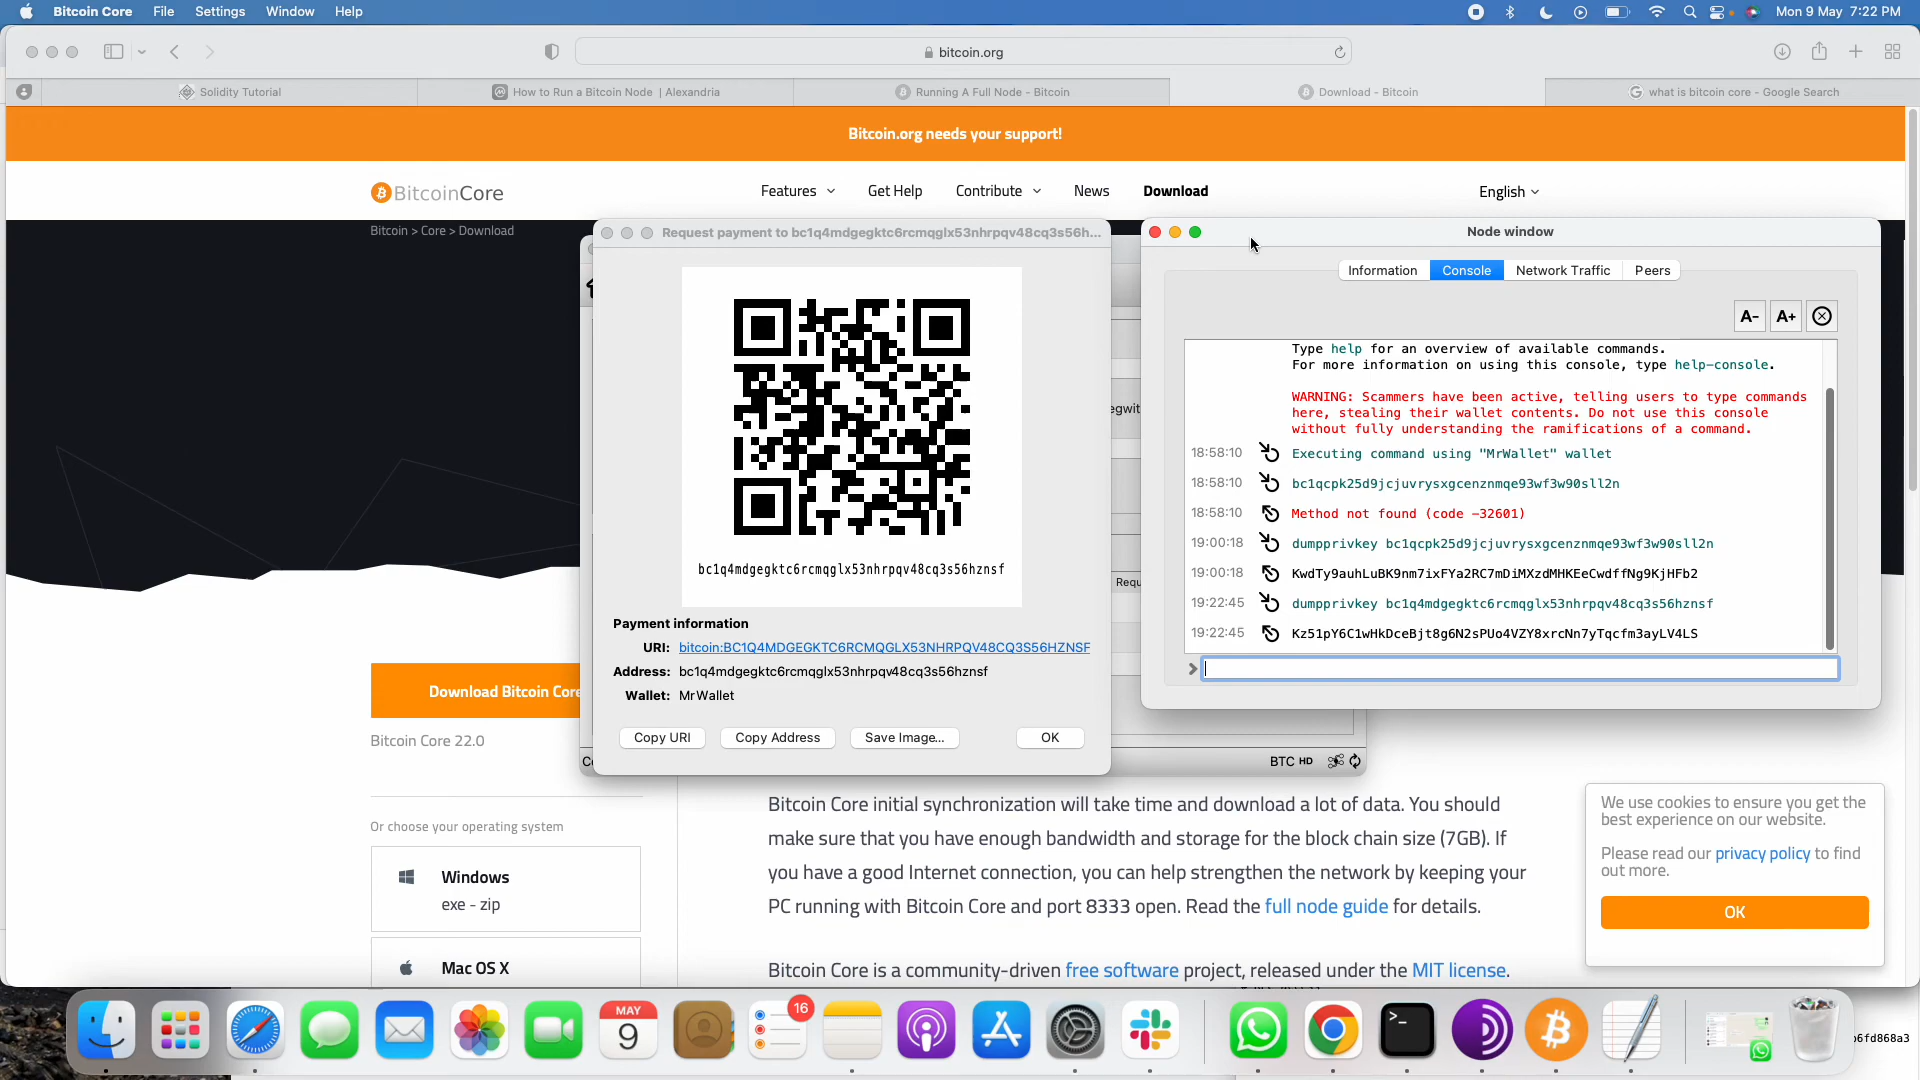 Bitcoin Core File Settings Window Help
Mon 9 May 7:22 PM
bitcoin.org
Solidity Tutorial
How to Run a Bitcoin Node | Alexandria
Running A Full Node - Bitcoin
Download - Bitcoin
what is bitcoin core - Google Search
Bitcoin.org needs your support!
BitcoinCore
Features
Get Help
Contribute
News
Download
English
Bitcoin > Core > Download
Request payment to bc1q4mdgegktc6rcmqglx53nhrpqv48cq3s56h...
bc1q4mdgegktc6rcmqglx53nhrpqv48cq3s56hznsf
Payment information
URI: bitcoin:BC1Q4MDGEGKTC6RCMQGLX53NHRPQV48CQ3S56HZNSF
Address: bc1q4mdgegktc6rcmqglx53nhrpqv48cq3s56hznsf
Wallet: MrWallet
Copy URI
Copy Address
Save Image...
OK
Node window
Information
Console
Network Traffic
Peers
A-
A+
Type help for an overview of available commands.
For more information on using this console, type help-console.
WARNING: Scammers have been active, telling users to type commands
here, stealing their wallet contents. Do not use this console
without fully understanding the ramifications of a command.
18:58:10 Executing command using "MrWallet" wallet
18:58:10 bc1qcpk25d9jcjuvrysxgcenznmqe93wf3w90sll2n
18:58:10 Method not found (code -32601)
19:00:18 dumpprivkey bc1qcpk25d9jcjuvrysxgcenznmqe93wf3w90sll2n
19:00:18 KwdTy9auhLuBK9nm7ixFYa2RC7mDiMXzdMHKEeCwdffNg9KjHFb2
19:22:45 dumpprivkey bc1q4mdgegktc6rcmqglx53nhrpqv48cq3s56hznsf
19:22:45 Kz51pY6C1wHkDceBjt8g6N2sPUo4VZY8xrcNn7yTqcfm3ayLV4LS
egwit
Requ
BTC HD
Download Bitcoin Core
Bitcoin Core 22.0
Or choose your operating system
Windows
exe - zip
Mac OS X
Bitcoin Core initial synchronization will take time and download a lot of data. You should
make sure that you have enough bandwidth and storage for the block chain size (7GB). If
you have a good Internet connection, you can help strengthen the network by keeping your
PC running with Bitcoin Core and port 8333 open. Read the full node guide for details.
Bitcoin Core is a community-driven free software project, released under the MIT license.
We use cookies to ensure you get the
best experience on our website.
Please read our privacy policy to find
out more.
OK
MAY
9
16
b6fd868a3